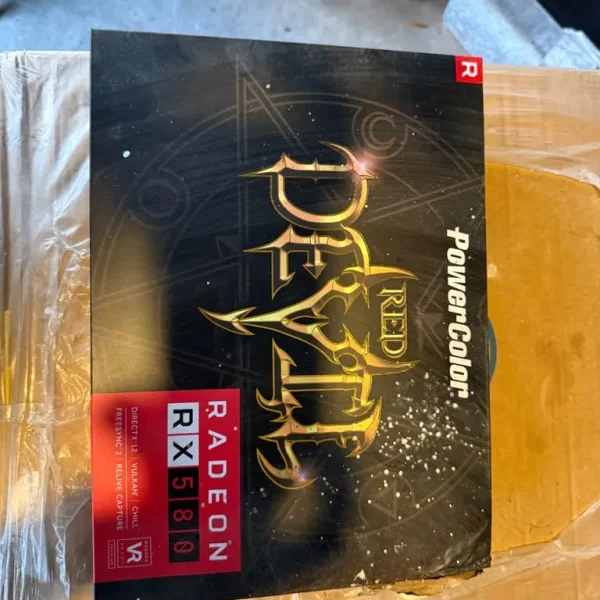 R
PowerColor
RED
DEVIL
RADEON
RX 580
DIRECTX 12 | VULKAN | CHILL
FREESYNC 2 | RELIVE CAPTURE
VR